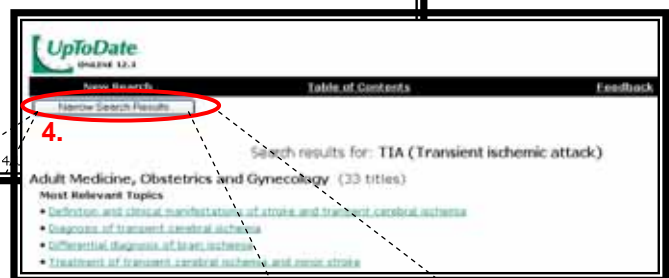 UpToDate
ONLINE 12.3
New Search Table of Contents Feedback
Narrow Search Results
4.
4
Search results for: TIA (Transient ischemic attack)
Adult Medicine, Obstetrics and Gynecology (33 titles)
Most Relevant Topics
• Definition and clinical manifestations of stroke and transient cerebral ischemia
• Diagnosis of transient cerebral ischemia
• Differential diagnosis of brain ischemia
• Treatment of transient cerebral ischemia and minor stroke